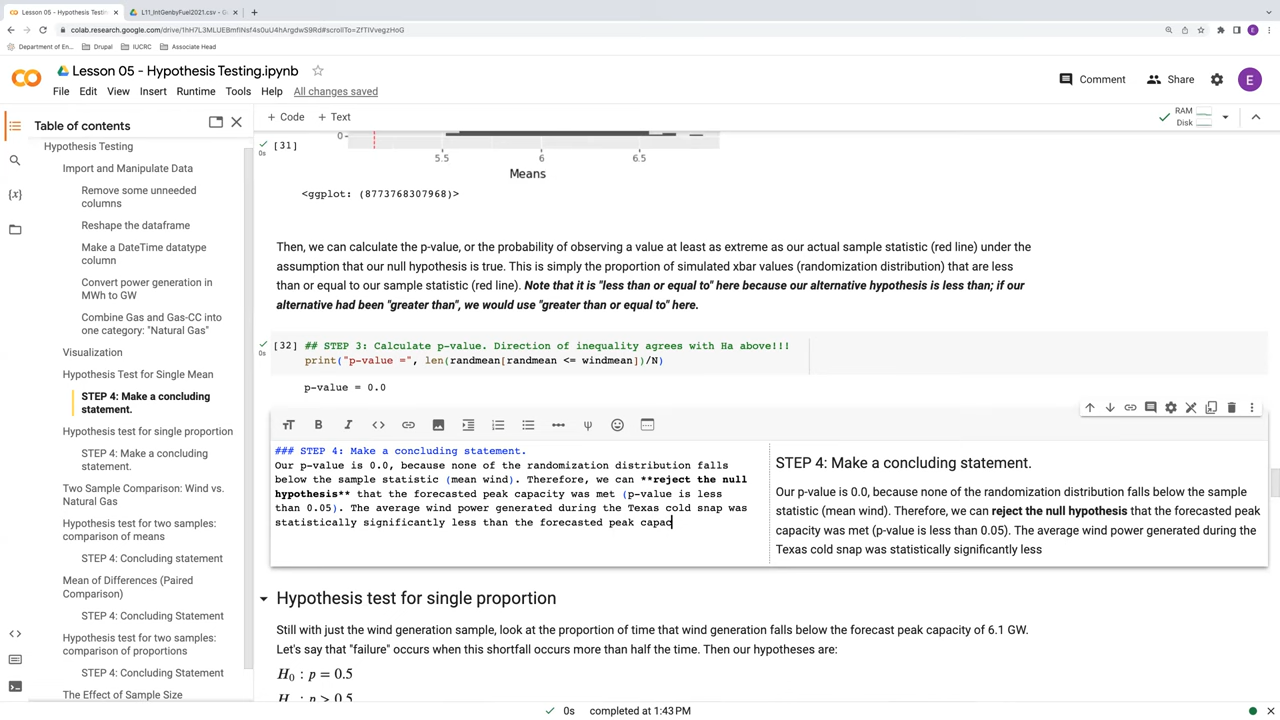 Lesson 05 - Hypothesis Testing.i
L11_IntGenbyFuel2021.csv - G
colab.research.google.com/drive/1hH7L3MLUEBmfINsf4s0uU4hArgdwS9Rd#scrollTo=ZfTIVvegzHoG
Department of En...
Drupal
IUCRC
Associate Head
CO
Lesson 05 - Hypothesis Testing.ipynb
File Edit View Insert Runtime Tools Help All changes saved
Comment
Share
E
Table of contents
Hypothesis Testing
Import and Manipulate Data
Remove some unneeded
columns
Reshape the dataframe
Make a DateTime datatype
column
Convert power generation in
MWh to GW
Combine Gas and Gas-CC into
one category: "Natural Gas"
Visualization
Hypothesis Test for Single Mean
STEP 4: Make a concluding
statement.
Hypothesis test for single proportion
STEP 4: Make a concluding
statement.
Two Sample Comparison: Wind vs.
Natural Gas
Hypothesis test for two samples:
comparison of means
STEP 4: Concluding statement
Mean of Differences (Paired
Comparison)
STEP 4: Concluding Statement
Hypothesis test for two samples:
comparison of proportions
STEP 4: Concluding Statement
The Effect of Sample Size
+ Code + Text
RAM
Disk
[31]
0s
0
5.5 6 6.5
Means
<ggplot: (8773768307968)>
Then, we can calculate the p-value, or the probability of observing a value at least as extreme as our actual sample statistic (red line) under the
assumption that our null hypothesis is true. This is simply the proportion of simulated xbar values (randomization distribution) that are less
than or equal to our sample statistic (red line). Note that it is "less than or equal to" here because our alternative hypothesis is less than; if our
alternative had been "greater than", we would use "greater than or equal to" here.
[32] ## STEP 3: Calculate p-value. Direction of inequality agrees with Ha above!!!
0s
print("p-value =", len(randmean[randmean <= windmean])/N)
p-value = 0.0
### STEP 4: Make a concluding statement.
Our p-value is 0.0, because none of the randomization distribution falls
below the sample statistic (mean wind). Therefore, we can **reject the null
hypothesis** that the forecasted peak capacity was met (p-value is less
than 0.05). The average wind power generated during the Texas cold snap was
statistically significantly less than the forecasted peak capac
STEP 4: Make a concluding statement.
Our p-value is 0.0, because none of the randomization distribution falls below the sample
statistic (mean wind). Therefore, we can reject the null hypothesis that the forecasted peak
capacity was met (p-value is less than 0.05). The average wind power generated during the
Texas cold snap was statistically significantly less
Hypothesis test for single proportion
Still with just the wind generation sample, look at the proportion of time that wind generation falls below the forecast peak capacity of 6.1 GW.
Let's say that "failure" occurs when this shortfall occurs more than half the time. Then our hypotheses are:
H0 : p = 0.5
0s completed at 1:43 PM